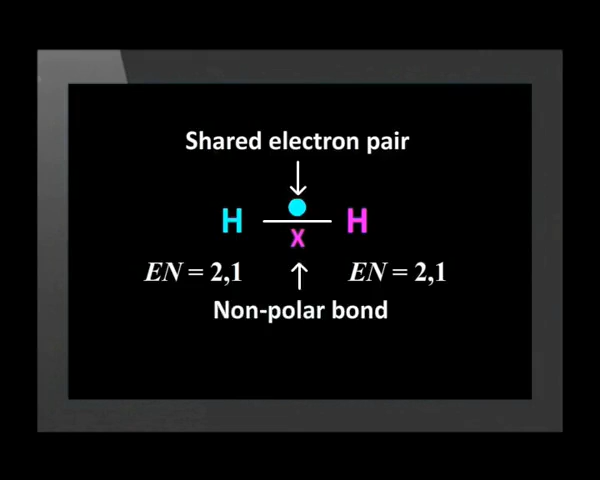 Shared electron pair
H H
X
EN = 2,1 EN = 2,1
Non-polar bond